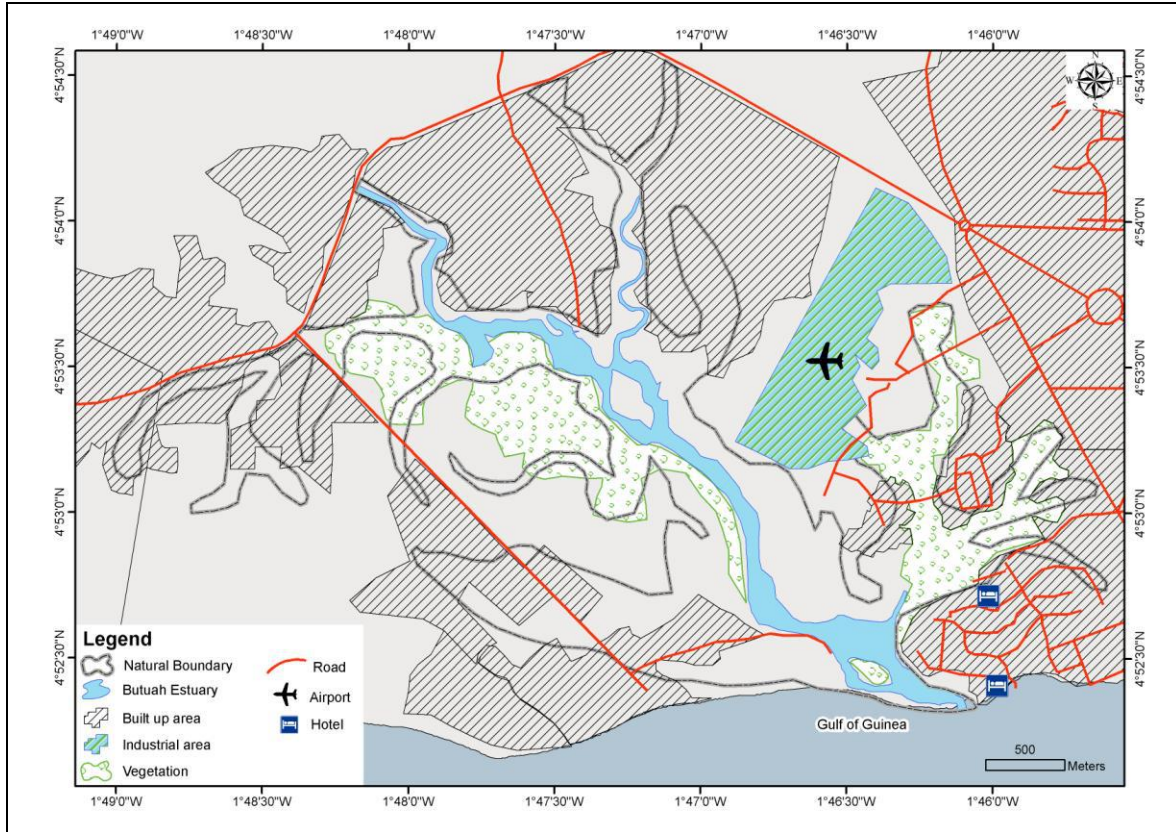 1°49'0"W 1°48'30"W 1°48'0"W 1°47'30"W 1°47'0"W 1°46'30"W 1°46'0"W
4°54'30"N 4°54'30"N
W E
S
4°54'0"N 4°54'0"N
4°53'30"N 4°53'30"N
4°53'0"N 4°53'0"N
4°52'30"N 4°52'30"N
Legend
Natural Boundary
Butuah Estuary
Built up area
Industrial area
Vegetation
Road
Airport
Hotel
Gulf of Guinea
500
Meters
1°49'0"W 1°48'30"W 1°48'0"W 1°47'30"W 1°47'0"W 1°46'30"W 1°46'0"W